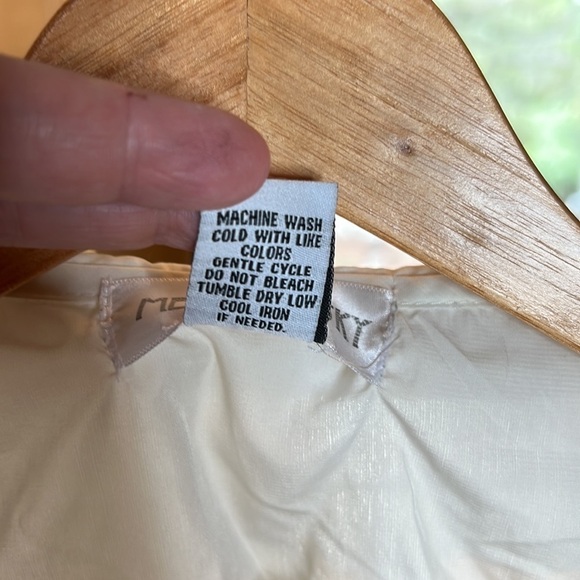 MACHINE WASH
COLD WITH LIKE
COLORS
GENTLE CYCLE
DO NOT BLEACH
TUMBLE DRY LOW
COOL IRON
IF NEEDED.